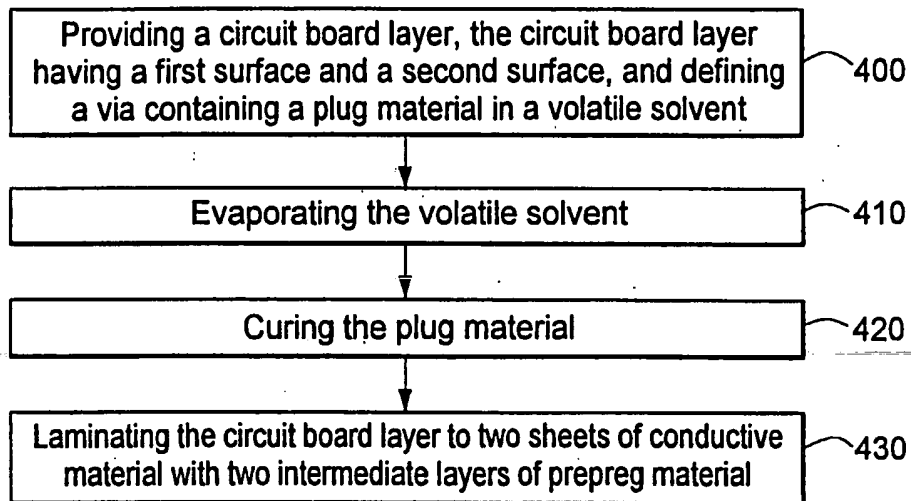 Providing a circuit board layer, the circuit board layer
having a first surface and a second surface, and defining
a via containing a plug material in a volatile solvent
400
Evaporating the volatile solvent
410
Curing the plug material
420
Laminating the circuit board layer to two sheets of conductive
material with two intermediate layers of prepreg material
430